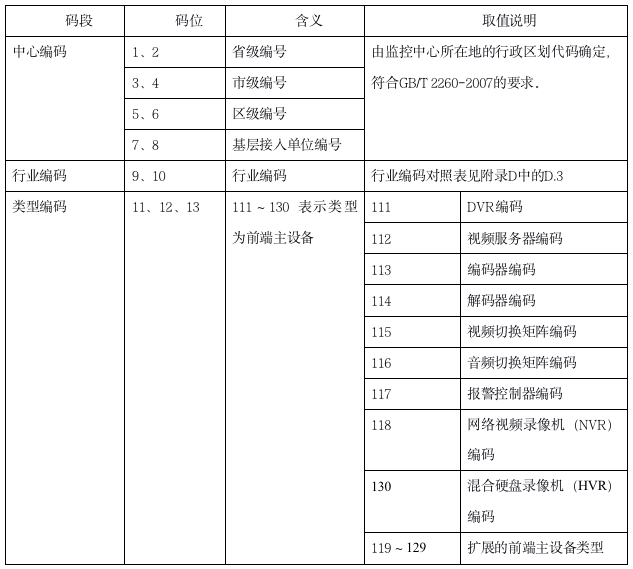 码段 码位 含义 取值说明
中心编码 1、2 省级编号 由监控中心所在地的行政区划代码确定，
3、4 市级编号 符合GB/T 2260-2007的要求．
5、6 区级编号
7、8 基层接入单位编号
行业编码 9、10 行业编码 行业编码对照表见附录D中的D.3
类型编码 11、12、13 111～130 表示类型 111 DVR编码
为前端主设备 112 视频服务器编码
113 编码器编码
114 解码器编码
115 视频切换矩阵编码
116 音频切换矩阵编码
117 报警控制器编码
118 网络视频录像机（NVR）
编码
130 混合硬盘录像机（HVR）
编码
119～129 扩展的前端主设备类型